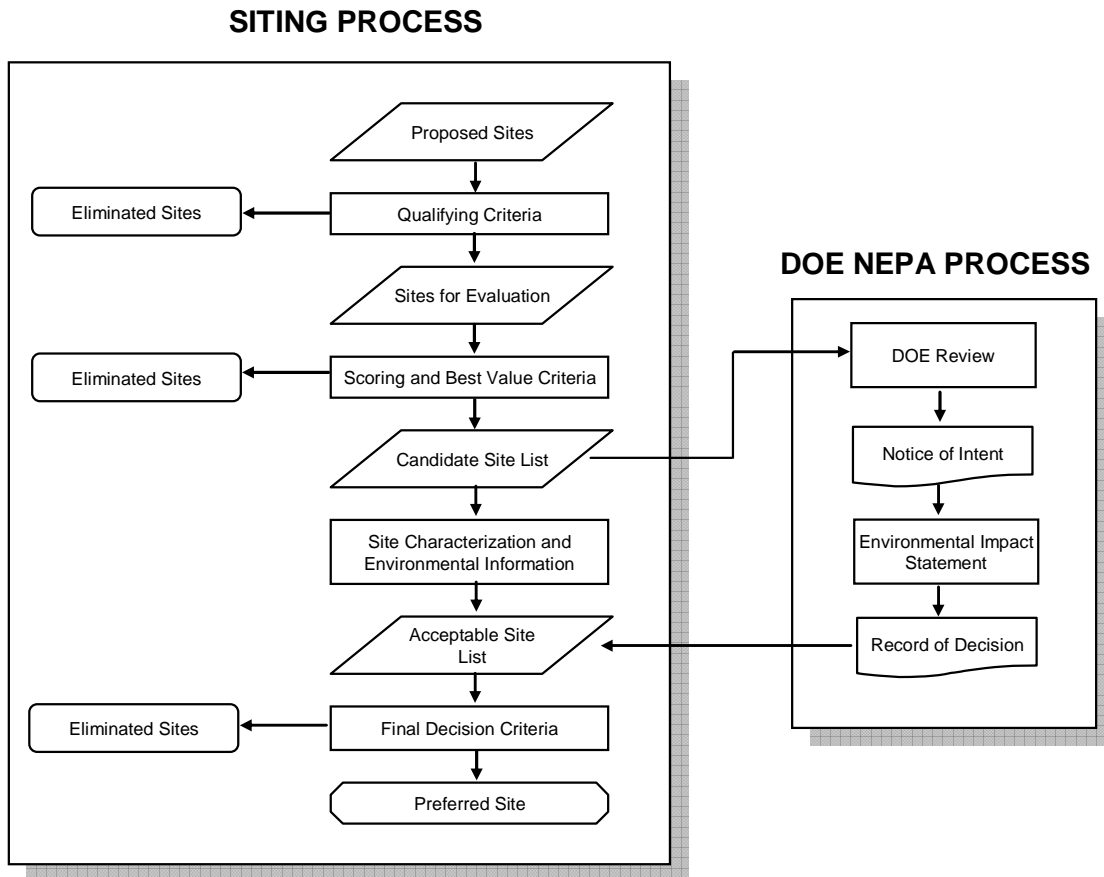 SITING PROCESS
Proposed Sites
Eliminated Sites
Qualifying Criteria
Sites for Evaluation
Eliminated Sites
Scoring and Best Value Criteria
Candidate Site List
Site Characterization and
Environmental Information
Acceptable Site
List
Eliminated Sites
Final Decision Criteria
Preferred Site
DOE NEPA PROCESS
DOE Review
Notice of Intent
Environmental Impact
Statement
Record of Decision